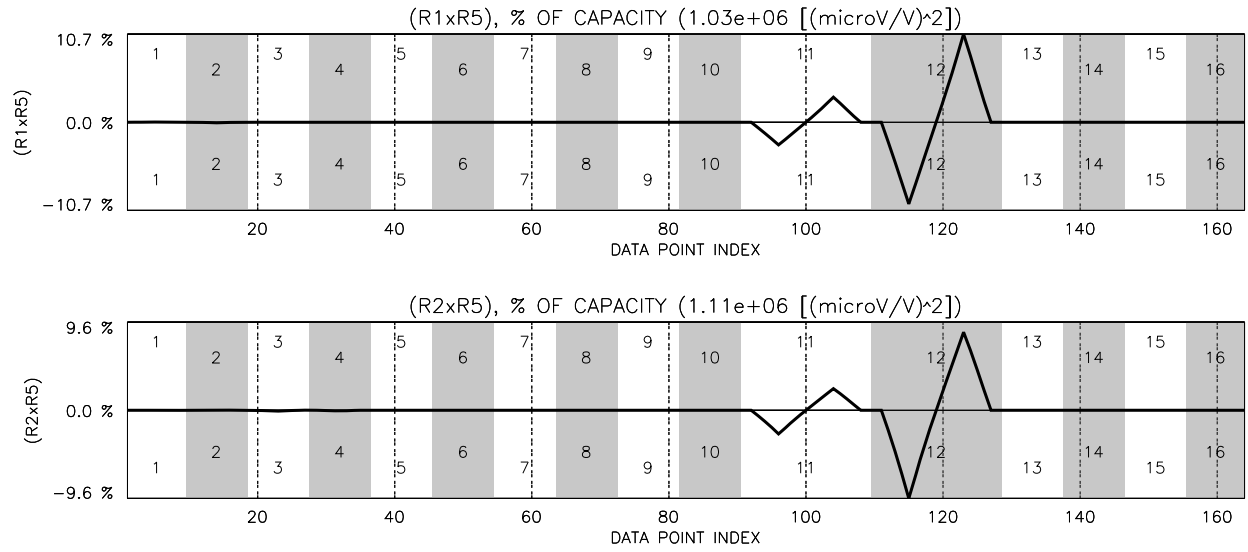 (R1xR5), % OF CAPACITY (1.03e+06 [(microV/V)^2])
10.7 %
1 3 5 7 9 11 13 15
2 4 6 8 10 12 14 16
(R1xR5)
0.0 %
2 4 6 8 10 12 14 16
1 3 5 7 9 11 13 15
−10.7 %
20 40 60 80 100 120 140 160
DATA POINT INDEX
(R2xR5), % OF CAPACITY (1.11e+06 [(microV/V)^2])
9.6 %
1 3 5 7 9 11 13 15
2 4 6 8 10 12 14 16
(R2xR5)
0.0 %
2 4 6 8 10 12 14 16
1 3 5 7 9 11 13 15
−9.6 %
20 40 60 80 100 120 140 160
DATA POINT INDEX